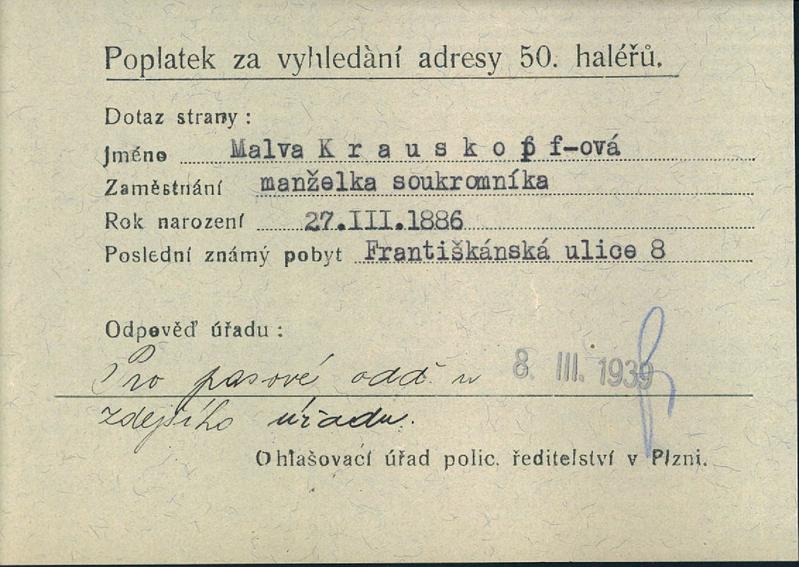 Poplatek za vyhledání adresy 50. haléřů.
Dotaz strany :
Jméno Malva K r a u s k o p f-ová
Zaměstnání manželka soukromníka
Rok narození 27.III.1886
Poslední známý pobyt Františkánská ulice 8
Odpověď úřadu :
Pro pasové odd. u 8. III. 1939
zdejšího úřadu.
Ohlašovací úřad polic. ředitelství v Plzni.